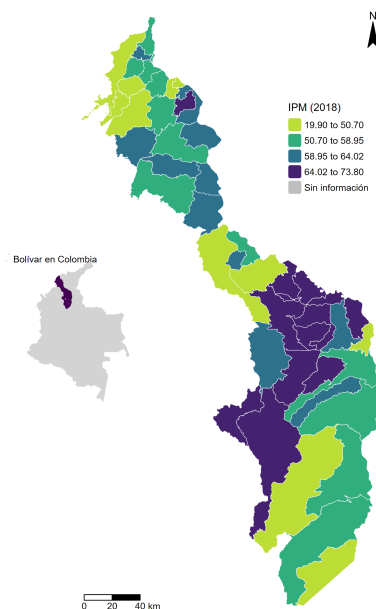 N
IPM (2018)
19.90 to 50.70
50.70 to 58.95
58.95 to 64.02
64.02 to 73.80
Sin información
Bolívar en Colombia
0 20 40 km